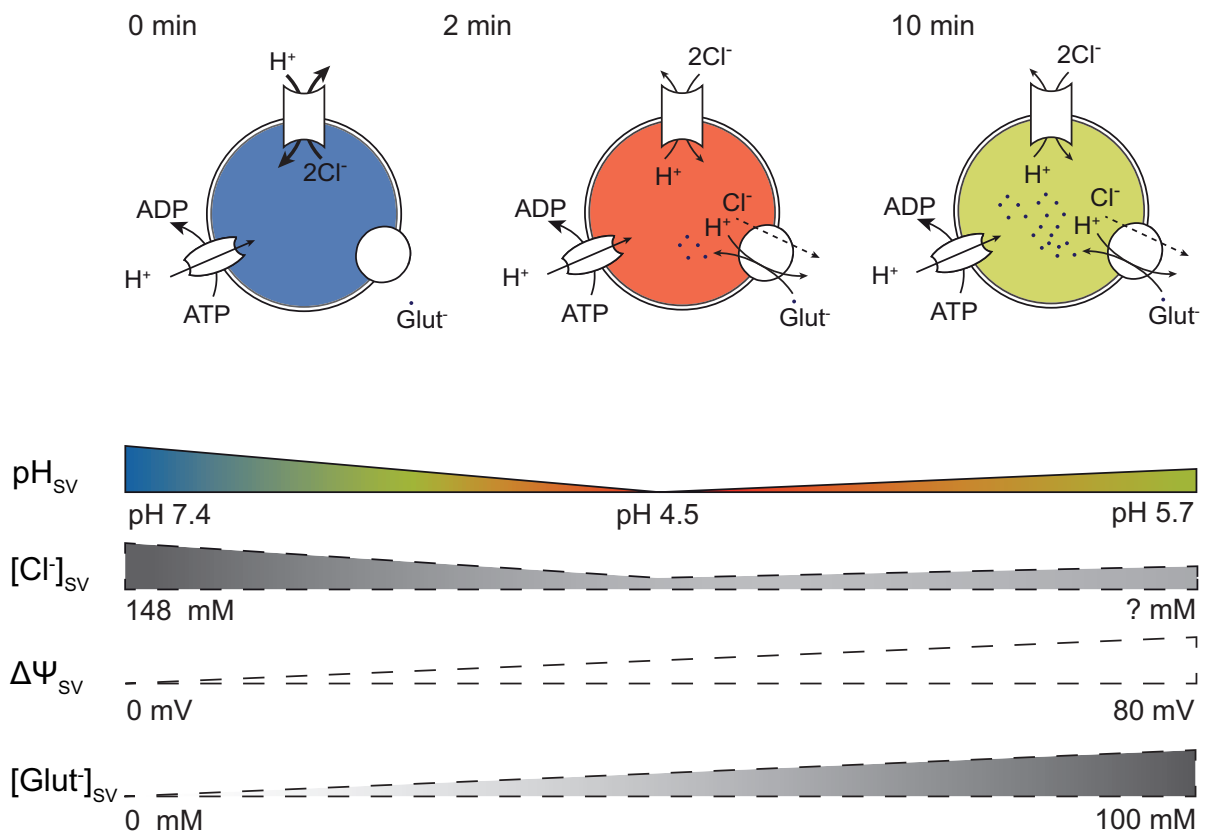 0 min
2 min
10 min
H⁺
2Cl⁻
ADP
H⁺
ATP
Glut⁻
2Cl⁻
H⁺
Cl⁻
H⁺
ADP
H⁺
ATP
Glut⁻
2Cl⁻
H⁺
Cl⁻
H⁺
ADP
H⁺
ATP
Glut⁻
pH_SV
pH 7.4 pH 4.5 pH 5.7
[Cl⁻]_SV
148 mM ? mM
ΔΨ_SV
0 mV 80 mV
[Glut⁻]_SV
0 mM 100 mM